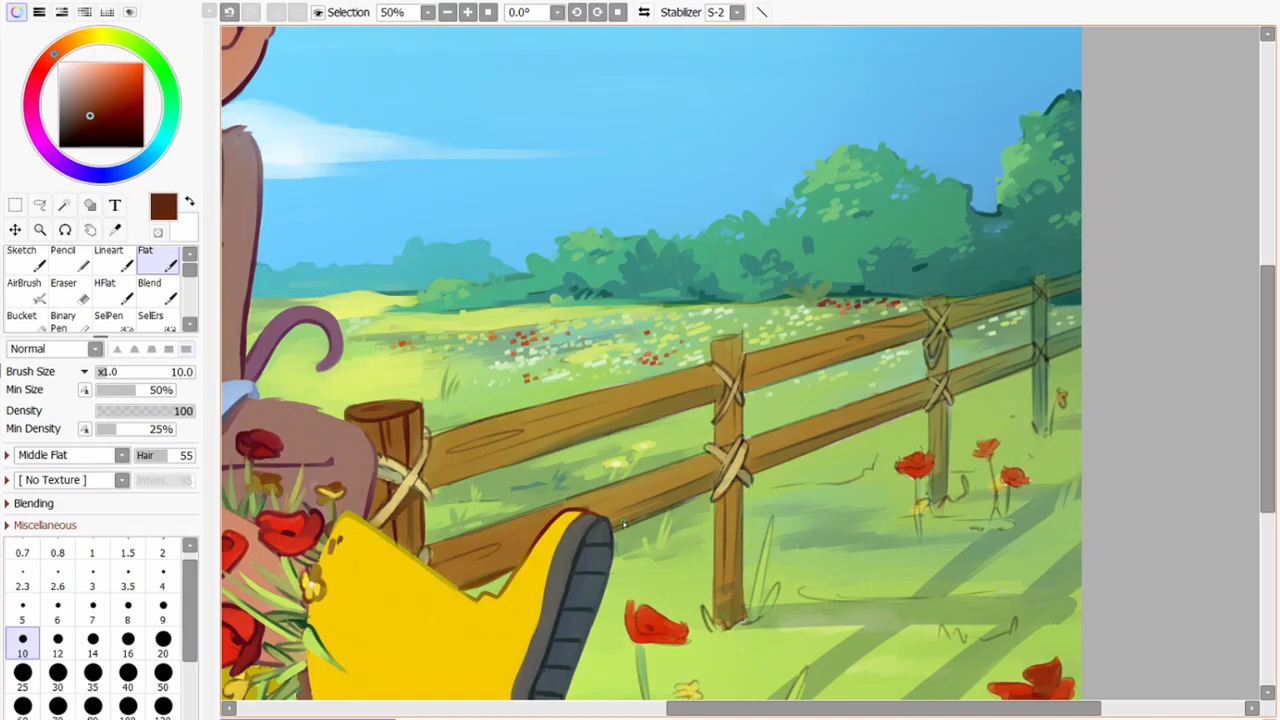 Selection 50% 0.0° Stabilizer S-2
T
Sketch Pencil Lineart Flat
AirBrush Eraser HFlat Blend
Bucket Binary Pen SelPen SelErs
Normal
Brush Size x1.0 10.0
Min Size 50%
Density 100
Min Density 25%
Middle Flat Hair 55
[ No Texture ] Intens. 95
Blending
Miscellaneous
0.7 0.8 1 1.5 2
2.3 2.6 3 3.5 4
5 6 7 8 9
10 12 14 16 20
25 30 35 40 50